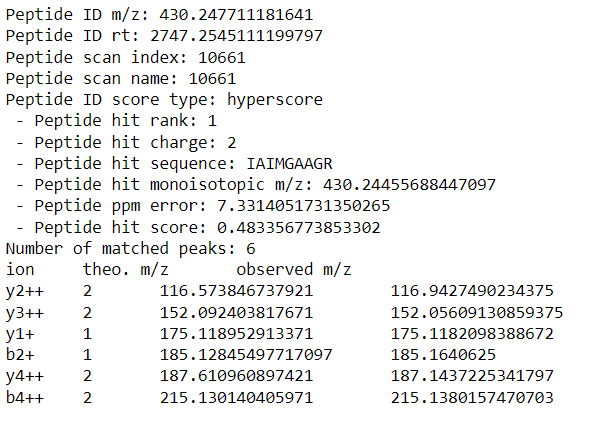 Peptide ID m/z: 430.247711181641
Peptide ID rt: 2747.2545111199797
Peptide scan index: 10661
Peptide scan name: 10661
Peptide ID score type: hyperscore
 - Peptide hit rank: 1
 - Peptide hit charge: 2
 - Peptide hit sequence: IAIMGAAGR
 - Peptide hit monoisotopic m/z: 430.24455688447097
 - Peptide ppm error: 7.3314051731350265
 - Peptide hit score: 0.483356773853302
Number of matched peaks: 6
ion theo. m/z observed m/z
y2++ 2 116.573846737921 116.9427490234375
y3++ 2 152.092403817671 152.05609130859375
y1+ 1 175.118952913371 175.1182098388672
b2+ 1 185.12845497717097 185.1640625
y4++ 2 187.610960897421 187.1437225341797
b4++ 2 215.130140405971 215.1380157470703